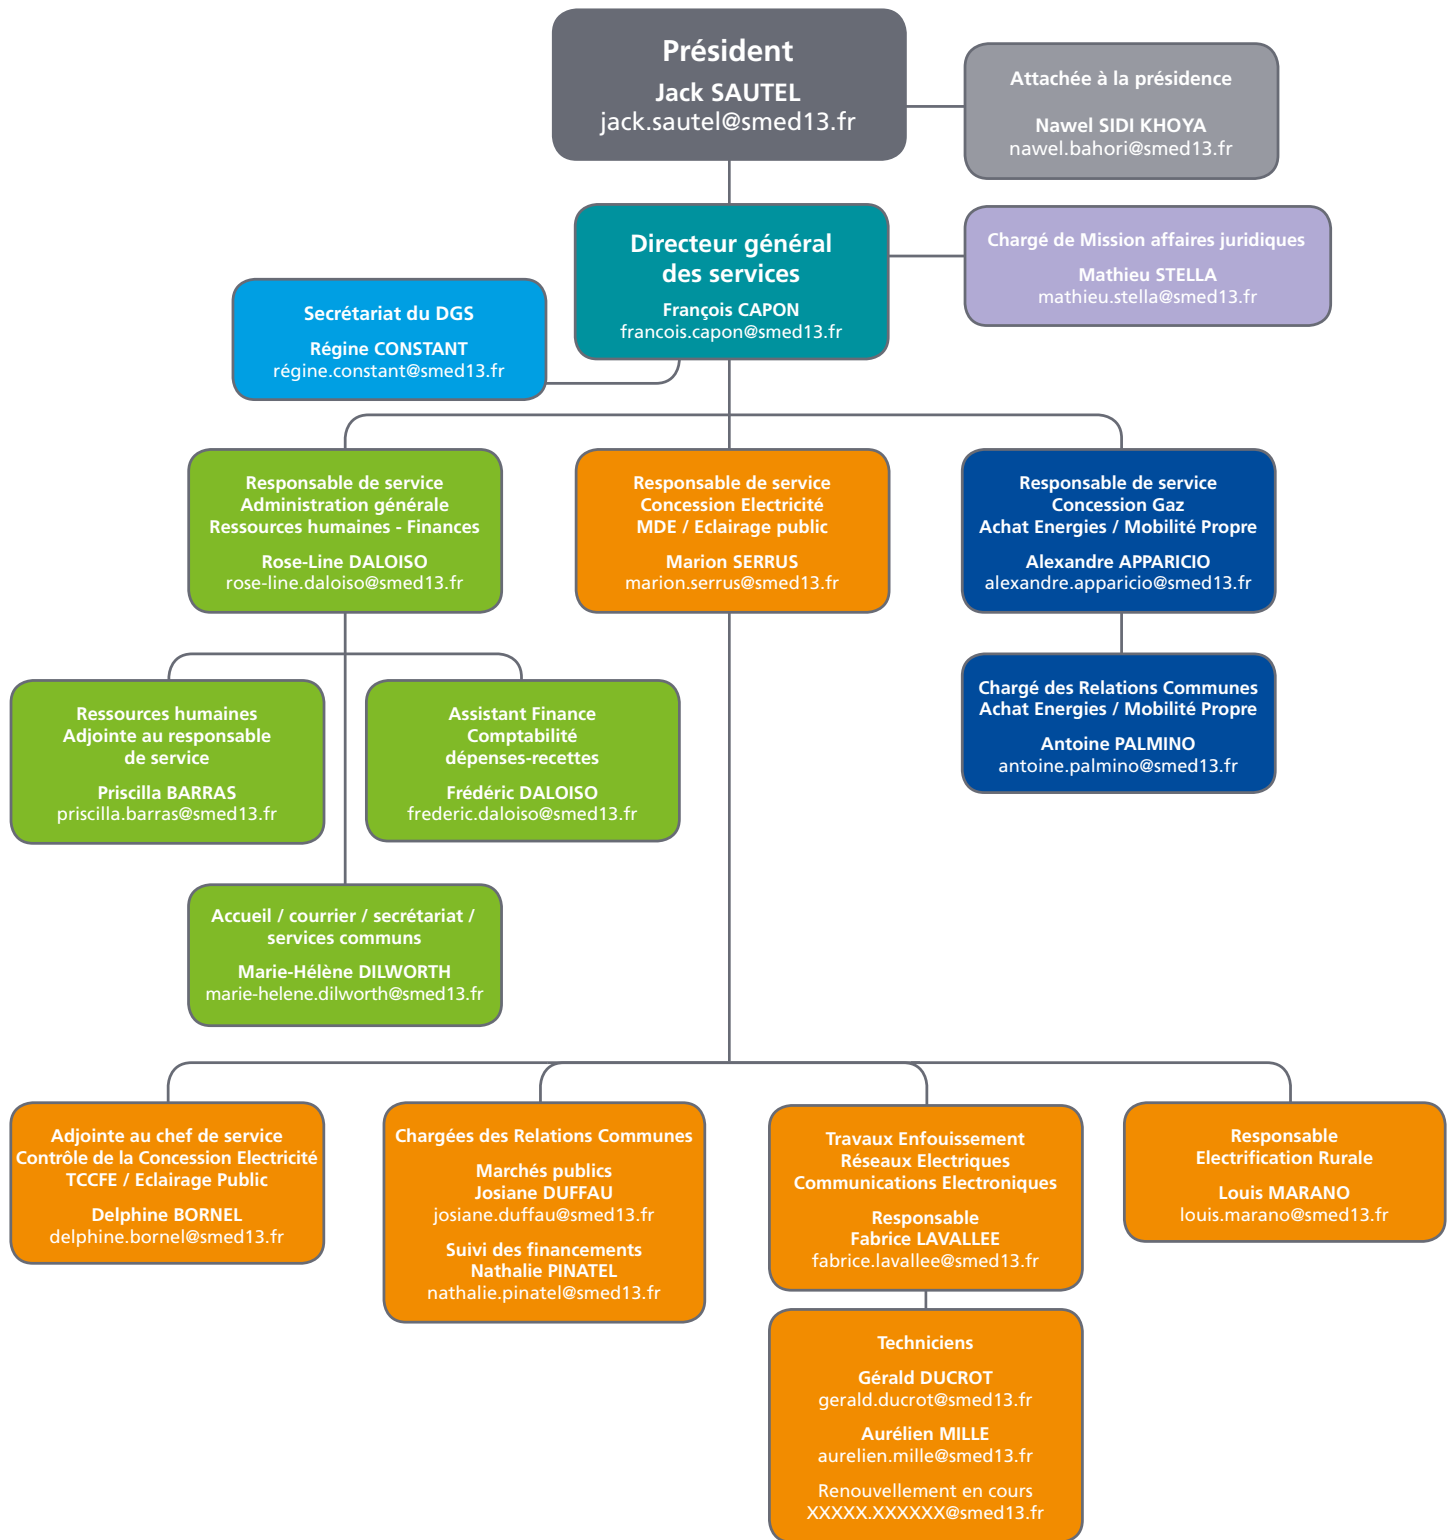 Président
Jack SAUTEL
jack.sautel@smed13.fr
Attachée à la présidence
Nawel SIDI KHOYA
nawel.bahori@smed13.fr
Directeur général
des services
François CAPON
francois.capon@smed13.fr
Chargé de Mission affaires juridiques
Mathieu STELLA
mathieu.stella@smed13.fr
Secrétariat du DGS
Régine CONSTANT
régine.constant@smed13.fr
Responsable de service
Administration générale
Ressources humaines - Finances
Rose-Line DALOISO
rose-line.daloiso@smed13.fr
Responsable de service
Concession Electricité
MDE / Eclairage public
Marion SERRUS
marion.serrus@smed13.fr
Responsable de service
Concession Gaz
Achat Energies / Mobilité Propre
Alexandre APPARICIO
alexandre.apparicio@smed13.fr
Ressources humaines
Adjointe au responsable
de service
Priscilla BARRAS
priscilla.barras@smed13.fr
Assistant Finance
Comptabilité
dépenses-recettes
Frédéric DALOISO
frederic.daloiso@smed13.fr
Chargé des Relations Communes
Achat Energies / Mobilité Propre
Antoine PALMINO
antoine.palmino@smed13.fr
Accueil / courrier / secrétariat /
services communs
Marie-Hélène DILWORTH
marie-helene.dilworth@smed13.fr
Adjointe au chef de service
Contrôle de la Concession Electricité
TCCFE / Eclairage Public
Delphine BORNEL
delphine.bornel@smed13.fr
Chargées des Relations Communes
Marchés publics
Josiane DUFFAU
josiane.duffau@smed13.fr
Suivi des financements
Nathalie PINATEL
nathalie.pinatel@smed13.fr
Travaux Enfouissement
Réseaux Electriques
Communications Electroniques
Responsable
Fabrice LAVALLEE
fabrice.lavallee@smed13.fr
Responsable
Electrification Rurale
Louis MARANO
louis.marano@smed13.fr
Techniciens
Gérald DUCROT
gerald.ducrot@smed13.fr
Aurélien MILLE
aurelien.mille@smed13.fr
Renouvellement en cours
XXXXX.XXXXXX@smed13.fr